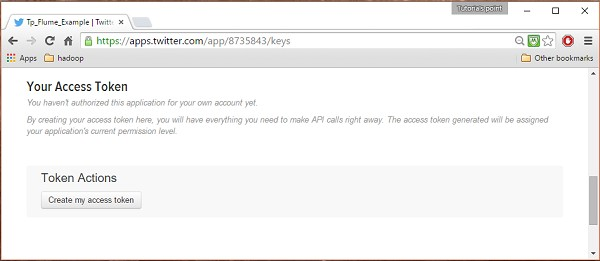 Tutorials point
Tp_Flume_Example | Twitt
https://apps.twitter.com/app/8735843/keys
Apps hadoop Other bookmarks
Your Access Token
You haven't authorized this application for your own account yet.
By creating your access token here, you will have everything you need to make API calls right away. The access token generated will be assigned
your application's current permission level.
Token Actions
Create my access token